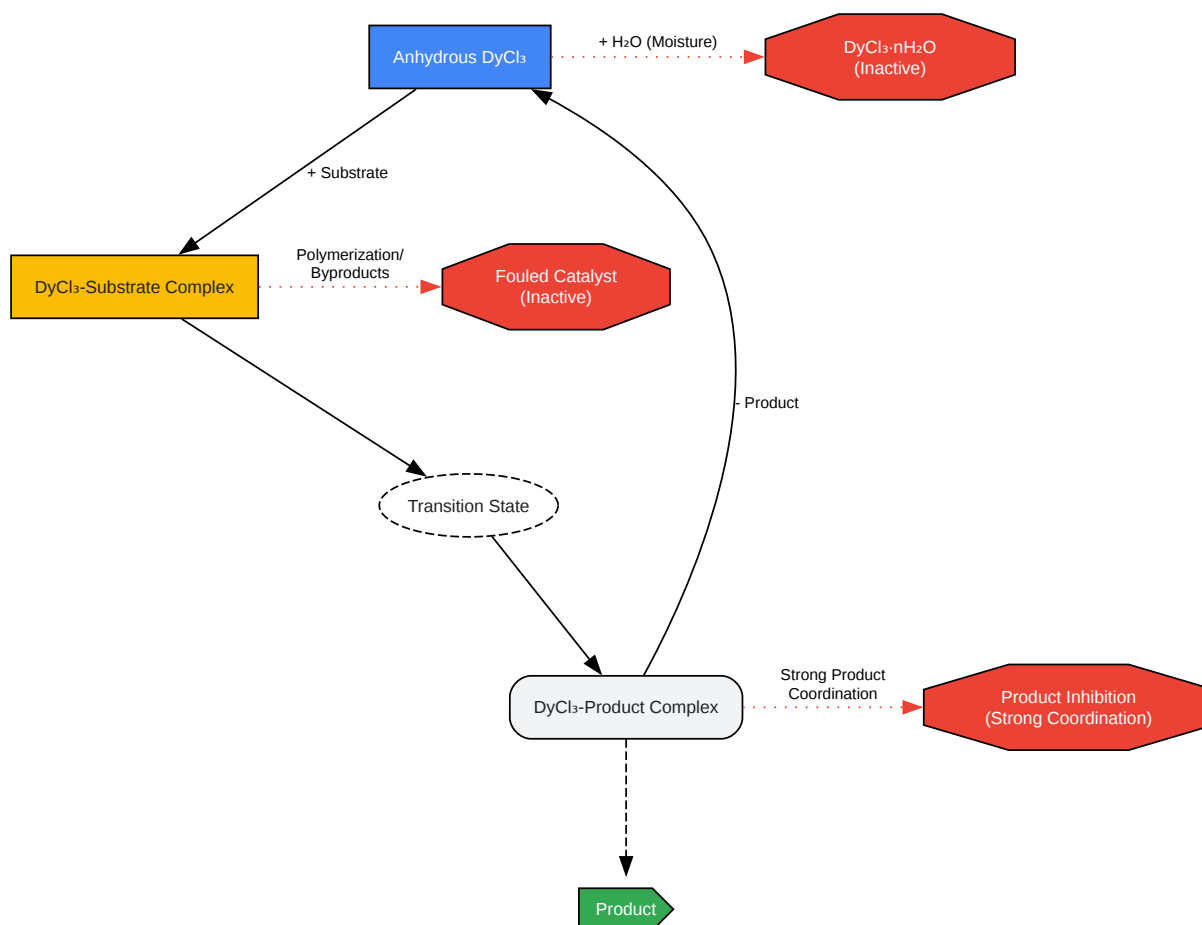 Anhydrous DyCl₃
+ H₂O (Moisture)
DyCl₃·nH₂O
(Inactive)
+ Substrate
DyCl₃-Substrate Complex
Polymerization/
Byproducts
Fouled Catalyst
(Inactive)
- Product
Transition State
DyCl₃-Product Complex
Strong Product
Coordination
Product Inhibition
(Strong Coordination)
Product